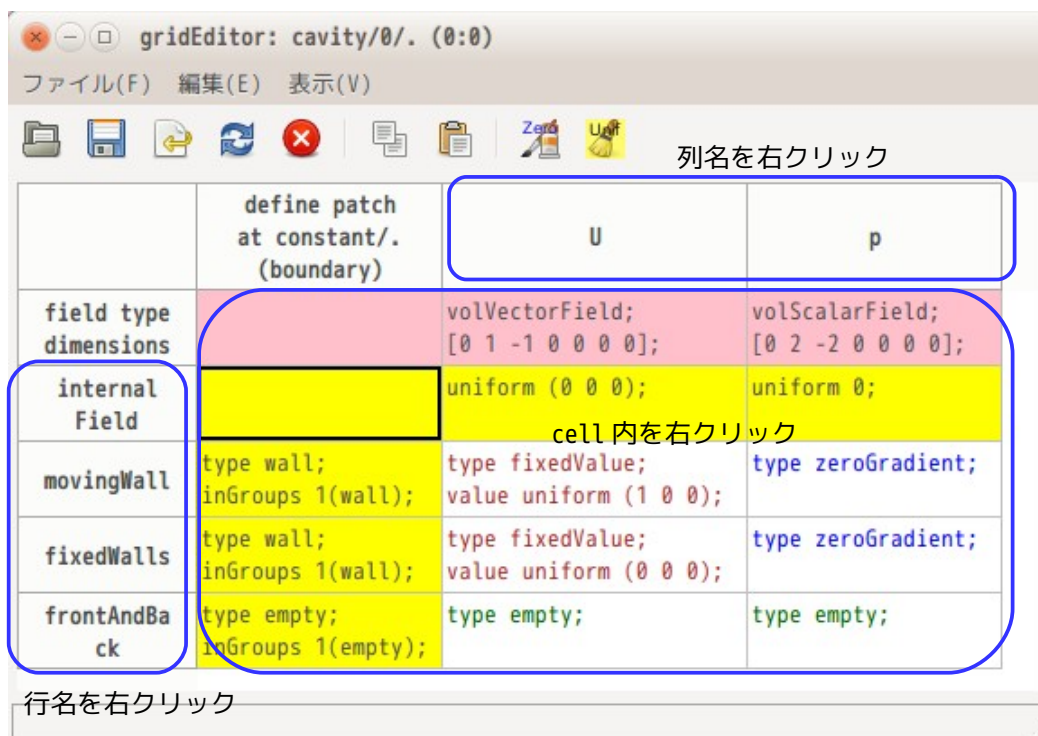 gridEditor: cavity/0/. (0:0)
ファイル(F) 編集(E) 表示(V)
Zero Unif
列名を右クリック
define patch
at constant/.
(boundary)
U
p
field type
dimensions
volVectorField;
[0 1 -1 0 0 0 0];
volScalarField;
[0 2 -2 0 0 0 0];
internal
Field
uniform (0 0 0);
uniform 0;
cell 内を右クリック
movingWall
type wall;
inGroups 1(wall);
type fixedValue;
value uniform (1 0 0);
type zeroGradient;
fixedWalls
type wall;
inGroups 1(wall);
type fixedValue;
value uniform (0 0 0);
type zeroGradient;
frontAndBa
ck
type empty;
inGroups 1(empty);
type empty;
type empty;
行名を右クリック